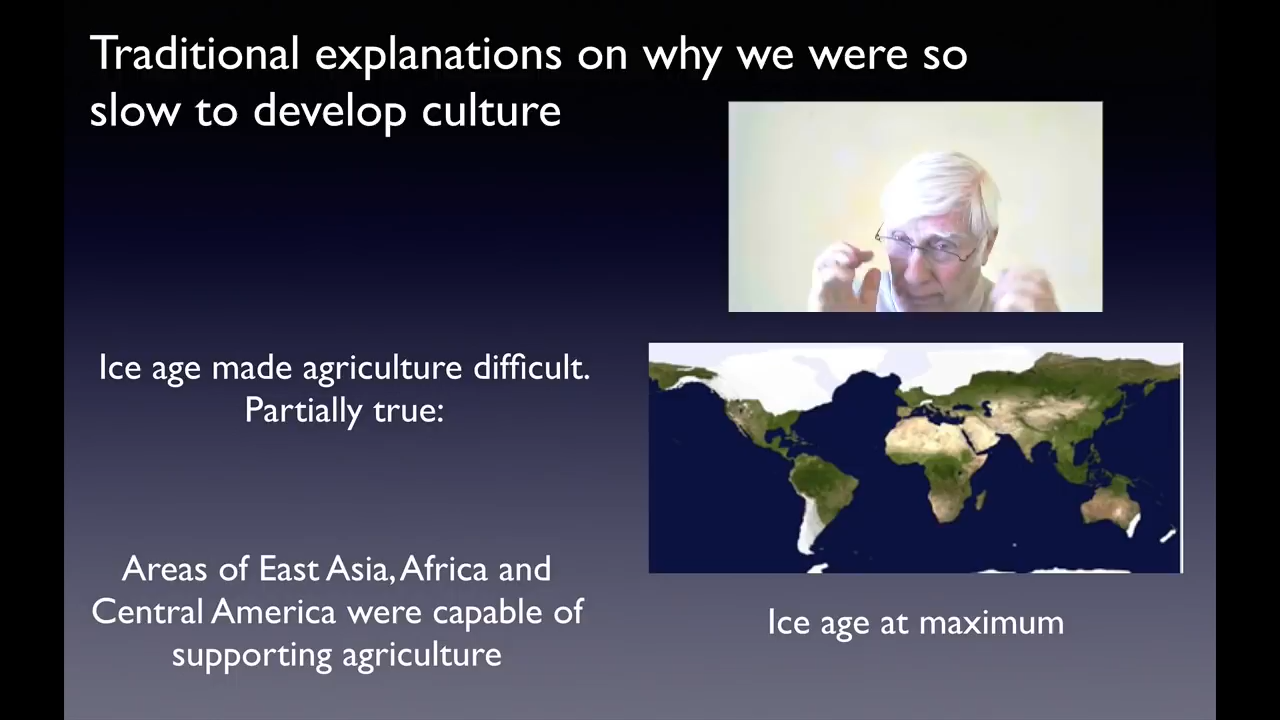 Traditional explanations on why we were so
slow to develop culture
Ice age made agriculture difficult.
Partially true:
Areas of East Asia, Africa and
Central America were capable of
supporting agriculture
Ice age at maximum